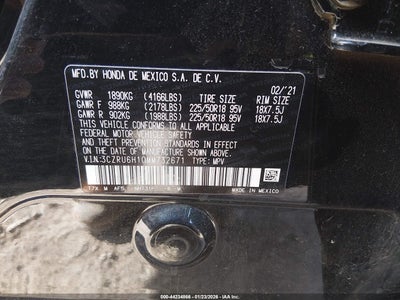 MFD.BY HONDA DE MEXICO S.A. DE C.V.
02/'21
GVWR 1890KG (4166LBS) TIRE SIZE RIM SIZE
GAWR F 988KG (2178LBS) 225/50R18 95V 18X7.5J
GAWR R 902KG (1988LBS) 225/50R18 95V 18X7.5J
THIS VEHICLE CONFORMS TO ALL APPLICABLE
FEDERAL MOTOR VEHICLE SAFETY AND THEFT
PREVENTION STANDARDS IN EFFECT ON THE DATE
OF MANUFACTURE SHOWN ABOVE.
V.I.N: TYPE: MPV
MADE IN MEXICO
000-44234866 - 01/23/2026 - IAA Inc.